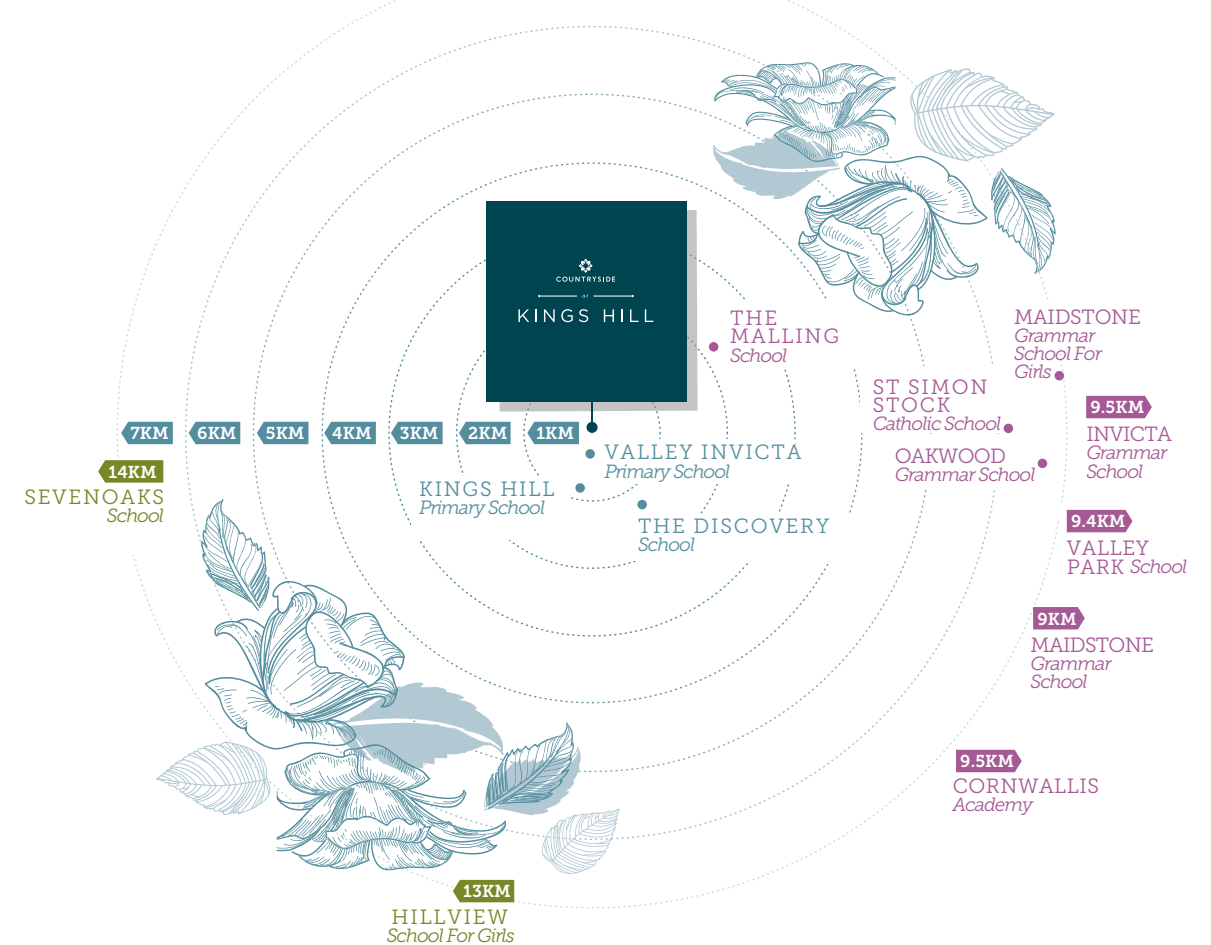 COUNTRYSIDE
at
KINGS HILL
THE
MALLING
School
MAIDSTONE
Grammar
School For
Girls
ST SIMON
STOCK
Catholic School
9.5KM
INVICTA
Grammar
School
7KM
6KM
5KM
4KM
3KM
2KM
1KM
VALLEY INVICTA
Primary School
OAKWOOD
Grammar School
14KM
SEVENOAKS
School
KINGS HILL
Primary School
THE DISCOVERY
School
9.4KM
VALLEY
PARK School
9KM
MAIDSTONE
Grammar
School
9.5KM
CORNWALLIS
Academy
13KM
HILLVIEW
School For Girls